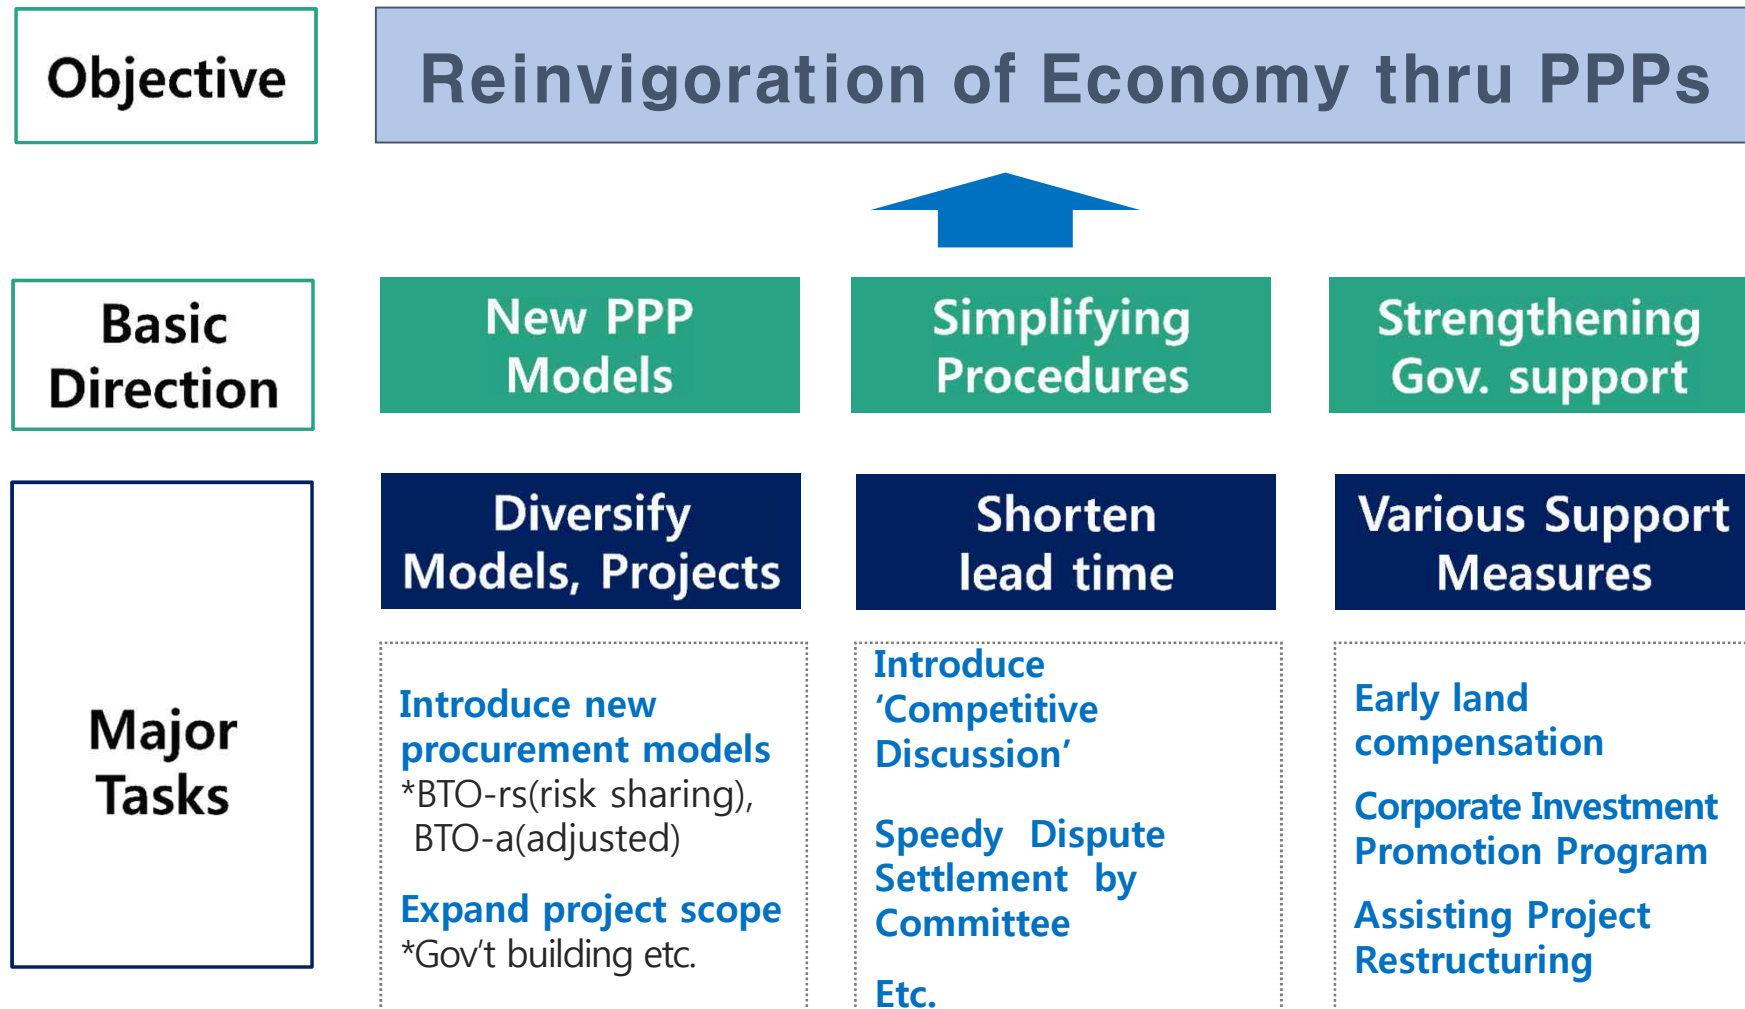 Objective
Reinvigoration of Economy thru PPPs
Basic
Direction
New PPP
Models
Simplifying
Procedures
Strengthening
Gov. support
Major
Tasks
Diversify
Models, Projects
Shorten
lead time
Various Support
Measures
Introduce new
procurement models
*BTO-rs(risk sharing),
BTO-a(adjusted)
Expand project scope
*Gov't building etc.
Introduce
‘Competitive
Discussion’
Speedy Dispute
Settlement by
Committee
Etc.
Early land
compensation
Corporate Investment
Promotion Program
Assisting Project
Restructuring